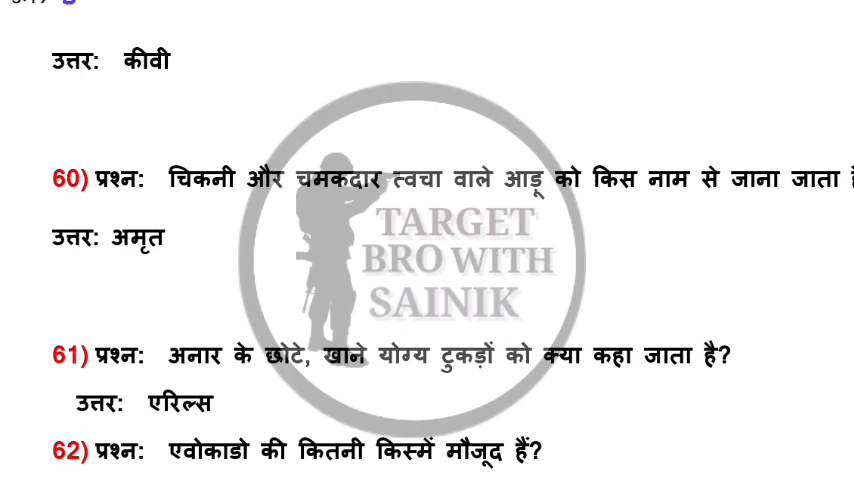 उत्तर: कीवी
60) प्रश्न: चिकनी और चमकदार त्वचा वाले आड़ू को किस नाम से जाना जाता
TARGET
BRO WITH
SAINIK
उत्तर: अमृत
61) प्रश्न: अनार के छोटे, खाने योग्य टुकड़ों को क्या कहा जाता है?
उत्तर: एरिल्स
62) प्रश्न: एवोकाडो की कितनी किस्में मौजूद हैं?